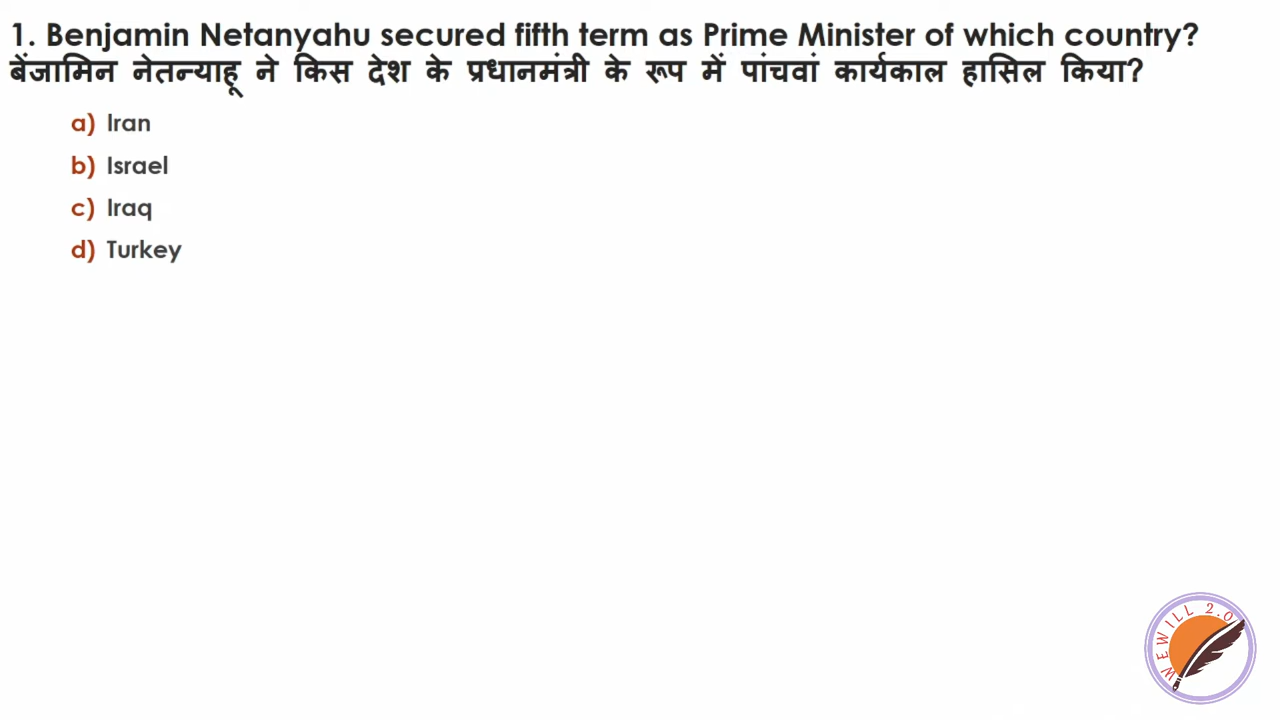 1. Benjamin Netanyahu secured fifth term as Prime Minister of which country?
बेंजामिन नेतन्याहू ने किस देश के प्रधानमंत्री के रूप में पांचवां कार्यकाल हासिल किया?
a) Iran
b) Israel
c) Iraq
d) Turkey
WEWILL 2.0